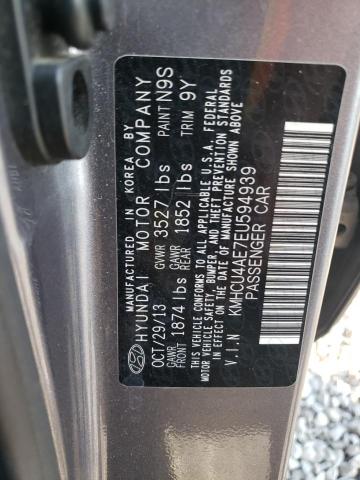 MANUFACTURED IN KOREA BY
HYUNDAI MOTOR COMPANY
OCT/29/13 GVWR 3527 lbs PAINT N9S
GAWR FRONT 1874 lbs GAWR REAR 1852 lbs TRIM 9Y
THIS VEHICLE CONFORMS TO ALL APPLICABLE U.S.A. FEDERAL
MOTOR VEHICLE SAFETY, BUMPER, AND THEFT PREVENTION STANDARDS
IN EFFECT ON THE DATE OF MANUFACTURE SHOWN ABOVE
V.I.N KMHCU4AE7EU594939
PASSENGER CAR